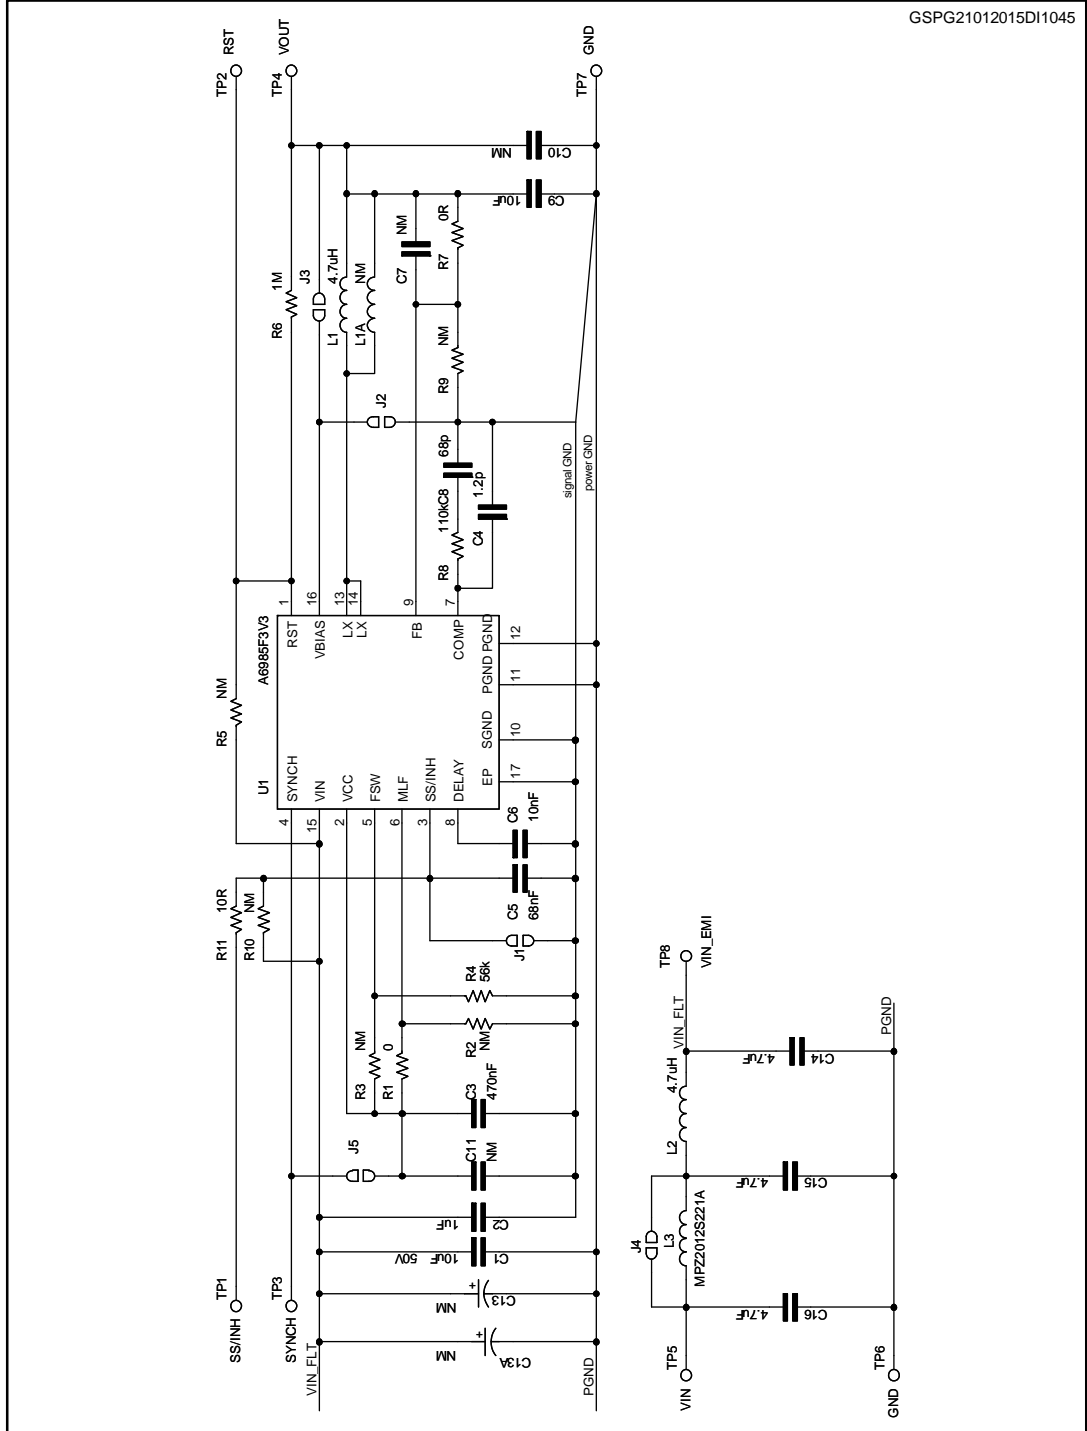 GSPG21012015DI1045
TP2
RST
TP4
VOUT
TP7
GND
C10
NM
C9
10uF
R6
1M
J3
L1
4.7uH
L1A
NM
C7
NM
R7
0R
R9
NM
J2
R8
110k
C8
68p
C4
1.2p
signal GND
power GND
R5
NM
U1
A6985F3V3
4
SYNCH
15
VIN
2
VCC
5
FSW
6
MLF
3
SS/INH
8
DELAY
1
RST
16
VBIAS
13
LX
14
LX
9
FB
7
COMP
17
EP
10
SGND
11
PGND
12
PGND
R11
10R
R10
NM
C6
10nF
C5
68nF
J1
R4
56k
R2
NM
R3
NM
R1
0
C3
470nF
C11
NM
J5
C2
1uF
C1
10uF
50V
C13
NM
+
C13A
NM
+
TP1
SS/INH
TP3
SYNCH
VIN_FLT
PGND
TP8
VIN_EMI
VIN_FLT
L2
4.7uH
C14
4.7uF
PGND
C15
4.7uF
J4
L3
MPZ2012S221A
C16
4.7uF
TP5
VIN
TP6
GND